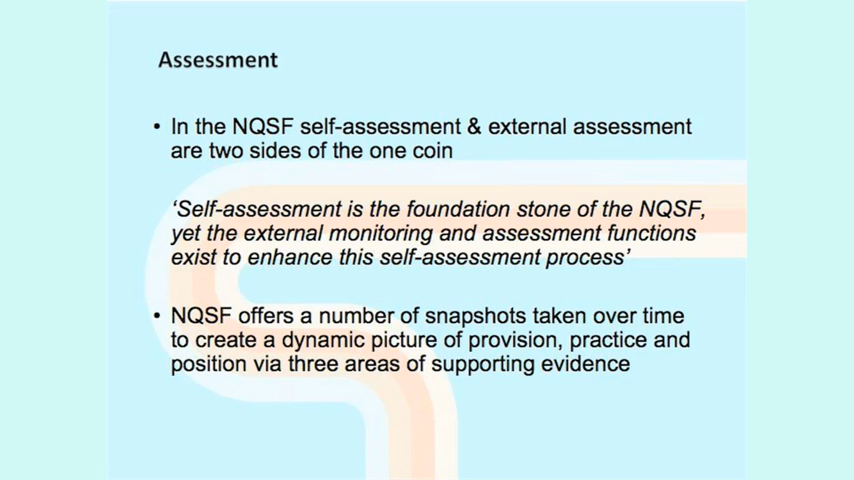 Assessment
• In the NQSF self-assessment & external assessment
are two sides of the one coin
‘Self-assessment is the foundation stone of the NQSF,
yet the external monitoring and assessment functions
exist to enhance this self-assessment process’
• NQSF offers a number of snapshots taken over time
to create a dynamic picture of provision, practice and
position via three areas of supporting evidence